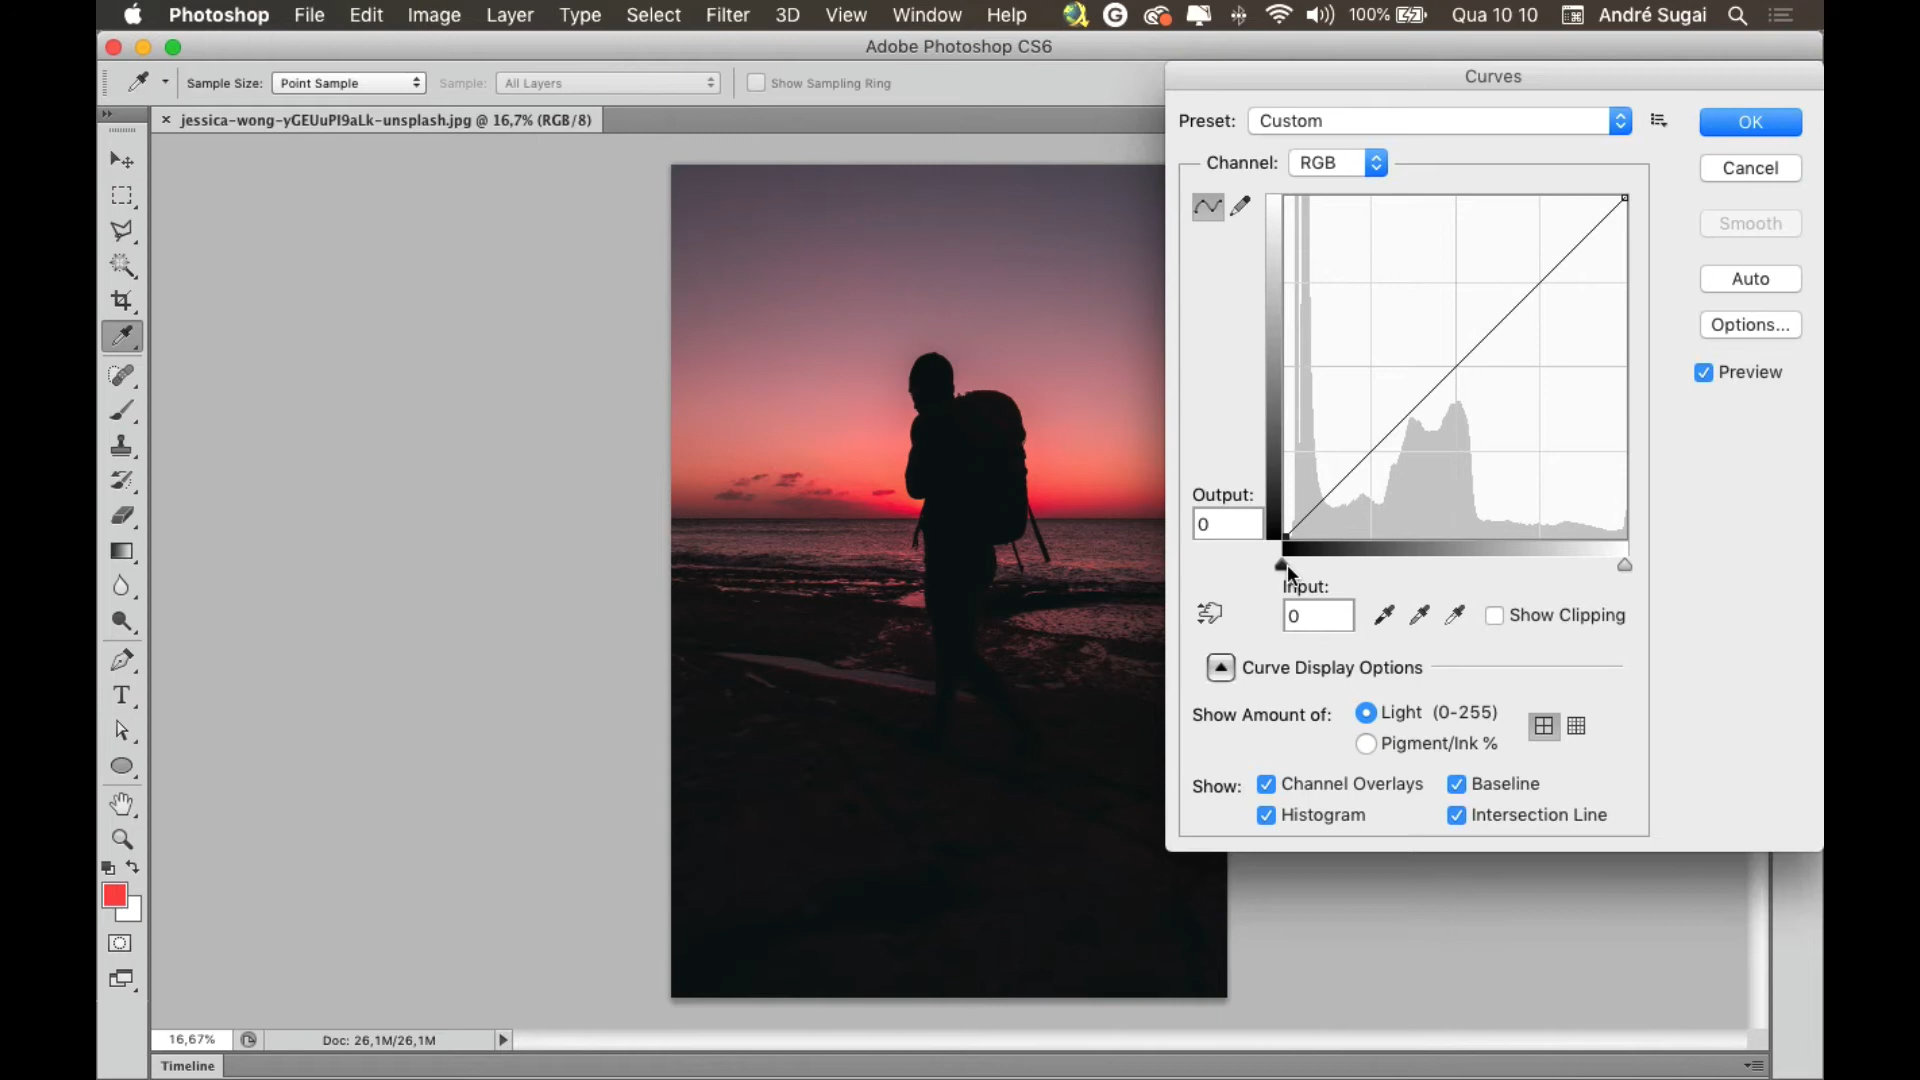 Photoshop File Edit Image Layer Type Select Filter 3D View Window Help 100% Qua 10 10 André Sugai
Adobe Photoshop CS6
Sample Size: Point Sample Sample: All Layers Show Sampling Ring
Curves
× jessica-wong-yGEUuPI9aLk-unsplash.jpg @ 16,7% (RGB/8)
Preset: Custom
OK
Channel: RGB
Cancel
Smooth
Auto
Options...
Preview
Output:
0
Input:
0
Show Clipping
Curve Display Options
Show Amount of: Light (0-255)
Pigment/Ink %
Show: Channel Overlays Baseline
Histogram Intersection Line
T
16,67% Doc: 26,1M/26,1M
Timeline